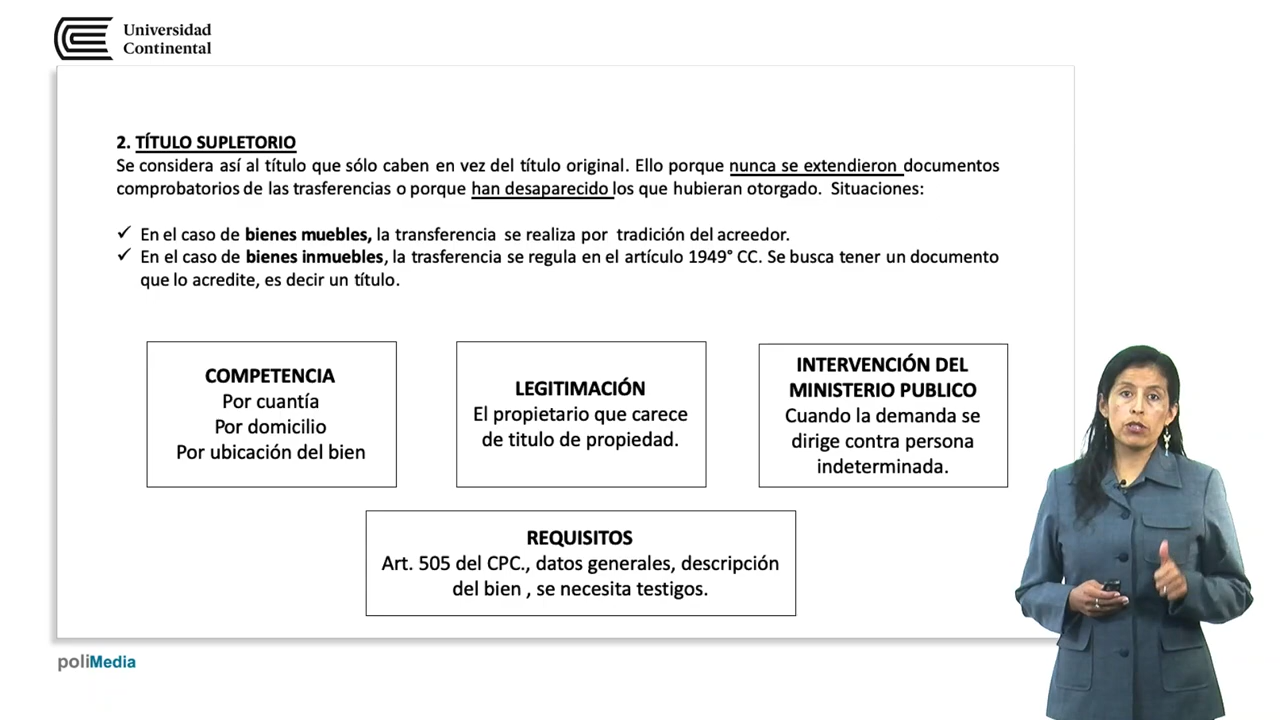 Universidad
Continental
2. TÍTULO SUPLETORIO
Se considera así al título que sólo caben en vez del título original. Ello porque nunca se extendieron documentos
comprobatorios de las trasferencias o porque han desaparecido los que hubieran otorgado. Situaciones:
✓ En el caso de bienes muebles, la transferencia se realiza por tradición del acreedor.
✓ En el caso de bienes inmuebles, la trasferencia se regula en el artículo 1949° CC. Se busca tener un documento
que lo acredite, es decir un título.
COMPETENCIA
Por cuantía
Por domicilio
Por ubicación del bien
LEGITIMACIÓN
El propietario que carece
de titulo de propiedad.
INTERVENCIÓN DEL
MINISTERIO PUBLICO
Cuando la demanda se
dirige contra persona
indeterminada.
REQUISITOS
Art. 505 del CPC., datos generales, descripción
del bien , se necesita testigos.
poliMedia